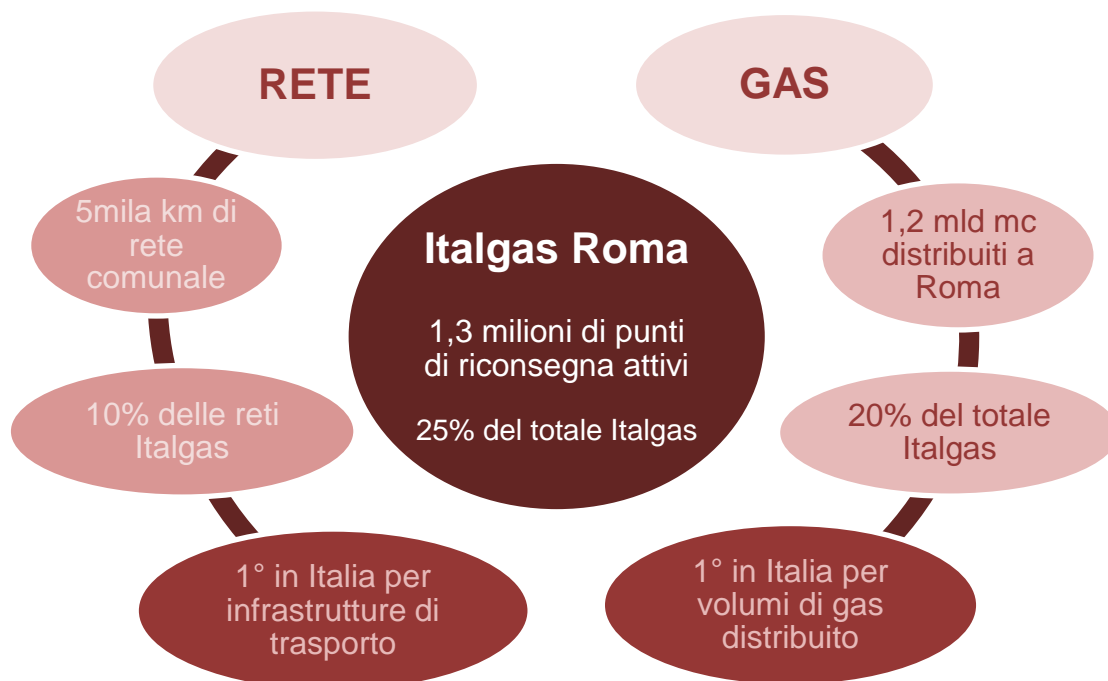 RETE
5mila km di
rete
comunale
10% delle reti
Italgas
1° in Italia per
infrastrutture di
trasporto
Italgas Roma
1,3 milioni di punti
di riconsegna attivi
25% del totale Italgas
GAS
1,2 mld mc
distribuiti a
Roma
20% del totale
Italgas
1° in Italia per
volumi di gas
distribuito